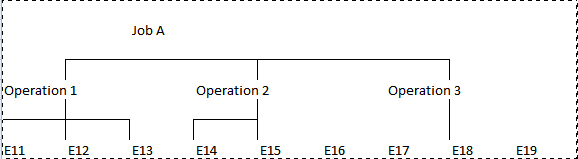 Job A
Operation 1 Operation 2 Operation 3
E11 E12 E13 E14 E15 E16 E17 E18 E19